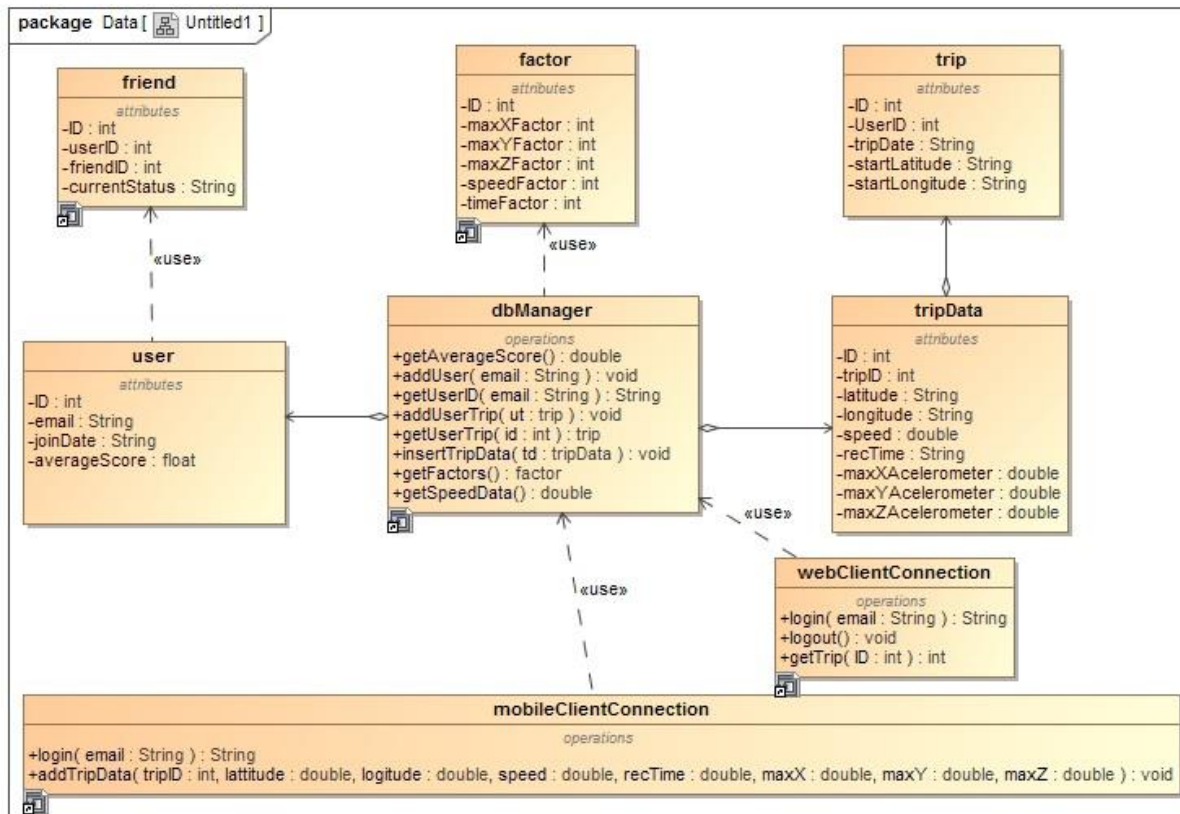 package Data [ Untitled1 ]
friend
attributes
-ID : int
-userID : int
-friendID : int
-currentStatus : String
factor
attributes
-ID : int
-maxXFactor : int
-maxYFactor : int
-maxZFactor : int
-speedFactor : int
-timeFactor : int
trip
attributes
-ID : int
-UserID : int
-tripDate : String
-startLatitude : String
-startLongitude : String
«use»
«use»
user
attributes
-ID : int
-email : String
-joinDate : String
-averageScore : float
dbManager
operations
+getAverageScore() : double
+addUser( email : String ) : void
+getUserID( email : String ) : String
+addUserTrip( ut : trip ) : void
+getUserTrip( id : int ) : trip
+insertTripData( td : tripData ) : void
+getFactors() : factor
+getSpeedData() : double
tripData
attributes
-ID : int
-tripID : int
-latitude : String
-longitude : String
-speed : double
-recTime : String
-maxXAcelerometer : double
-maxYAcelerometer : double
-maxZAcelerometer : double
«use»
«use»
webClientConnection
operations
+login( email : String ) : String
+logout() : void
+getTrip( ID : int ) : int
mobileClientConnection
operations
+login( email : String ) : String
+addTripData( tripID : int, lattitude : double, logitude : double, speed : double, recTime : double, maxX : double, maxY : double, maxZ : double ) : void